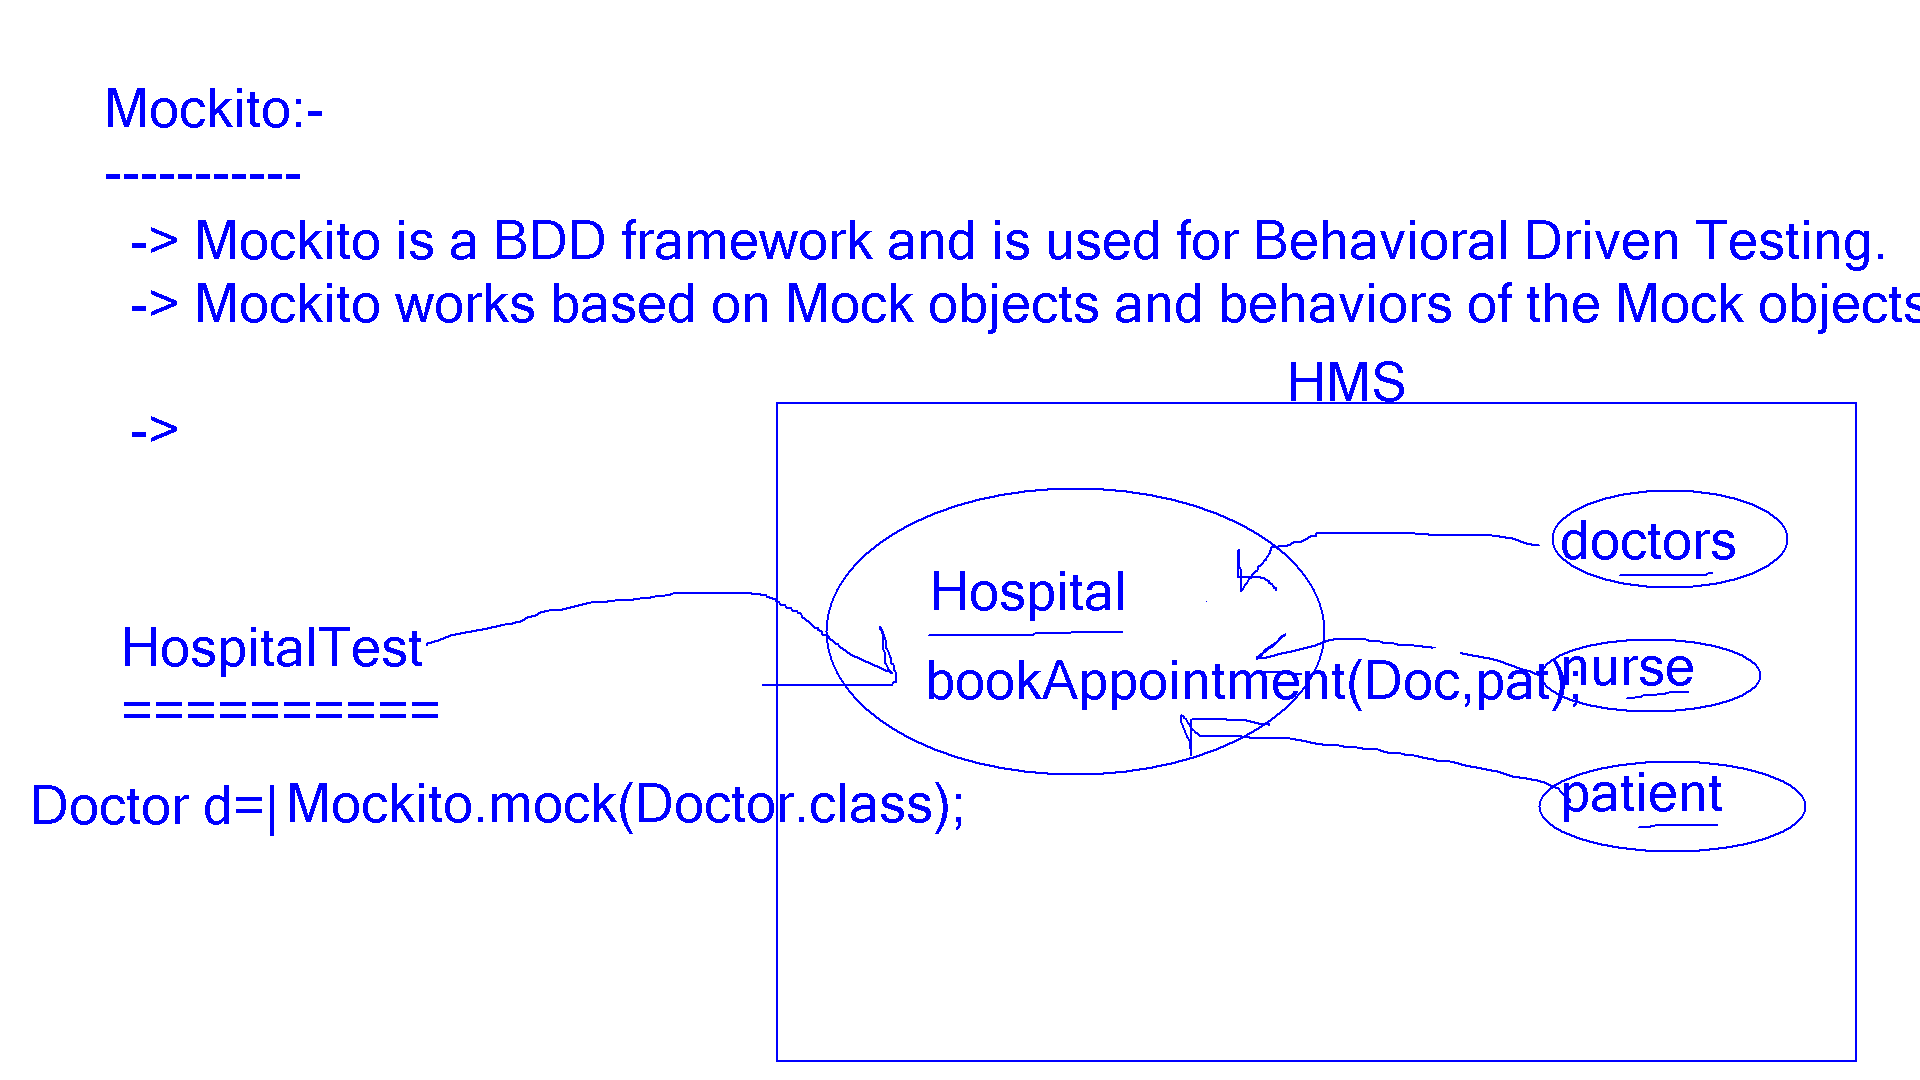 Mockito:-
-----------
-> Mockito is a BDD framework and is used for Behavioral Driven Testing.
-> Mockito works based on Mock objects and behaviors of the Mock objects
HMS
->
doctors
Hospital
HospitalTest
nurse
bookAppointment(Doc,pat);
==========
patient
Doctor d=|Mockito.mock(Doctor.class);